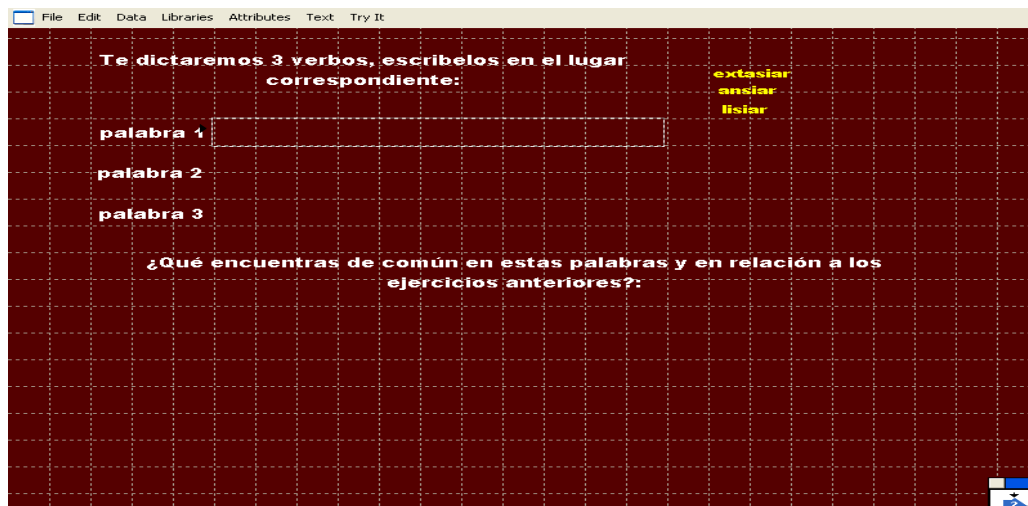 File Edit Data Libraries Attributes Text Try It
Te dictaremos 3 verbos, escribelos en el lugar
correspondiente:
extasiar
ansiar
lisiar
palabra 1
palabra 2
palabra 3
¿Qué encuentras de común en estas palabras y en relación a los
ejercicios anteriores?:
?